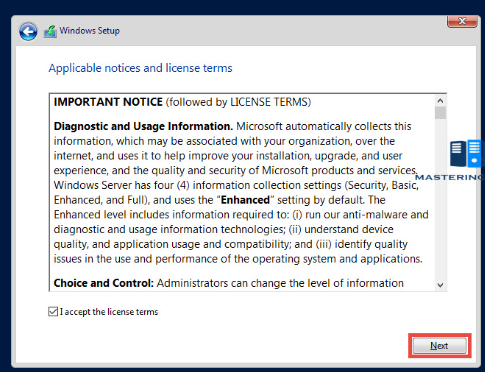 Windows Setup
Applicable notices and license terms
IMPORTANT NOTICE (followed by LICENSE TERMS)
Diagnostic and Usage Information. Microsoft automatically collects this
information, which may be associated with your organization, over the
internet, and uses it to help improve your installation, upgrade, and user
experience, and the quality and security of Microsoft products and services.
Windows Server has four (4) information collection settings (Security, Basic,
Enhanced, and Full), and uses the “Enhanced” setting by default. The
Enhanced level includes information required to: (i) run our anti-malware and
diagnostic and usage information technologies; (ii) understand device
quality, and application usage and compatibility; and (iii) identify quality
issues in the use and performance of the operating system and applications.
Choice and Control: Administrators can change the level of information
MASTERING
I accept the license terms
Next